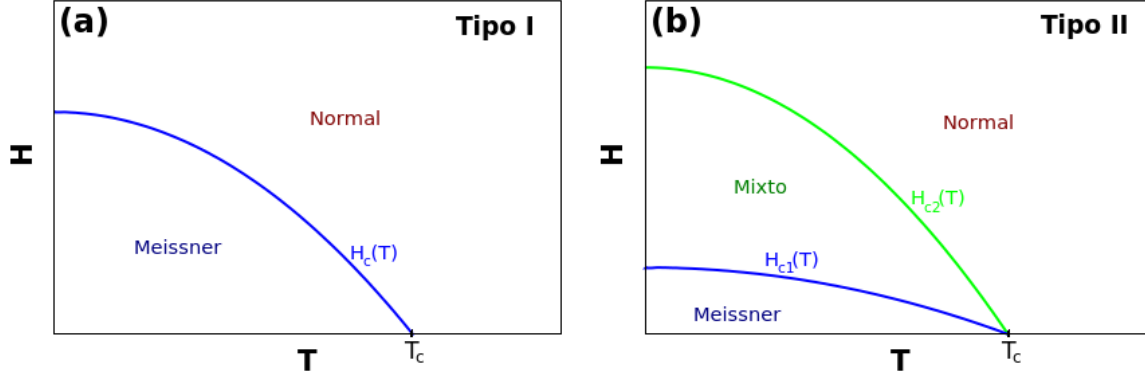 (a)
Tipo I
Normal
H
Meissner
Hc(T)
T
Tc
(b)
Tipo II
Normal
H
Mixto
Hc2(T)
Hc1(T)
Meissner
T
Tc